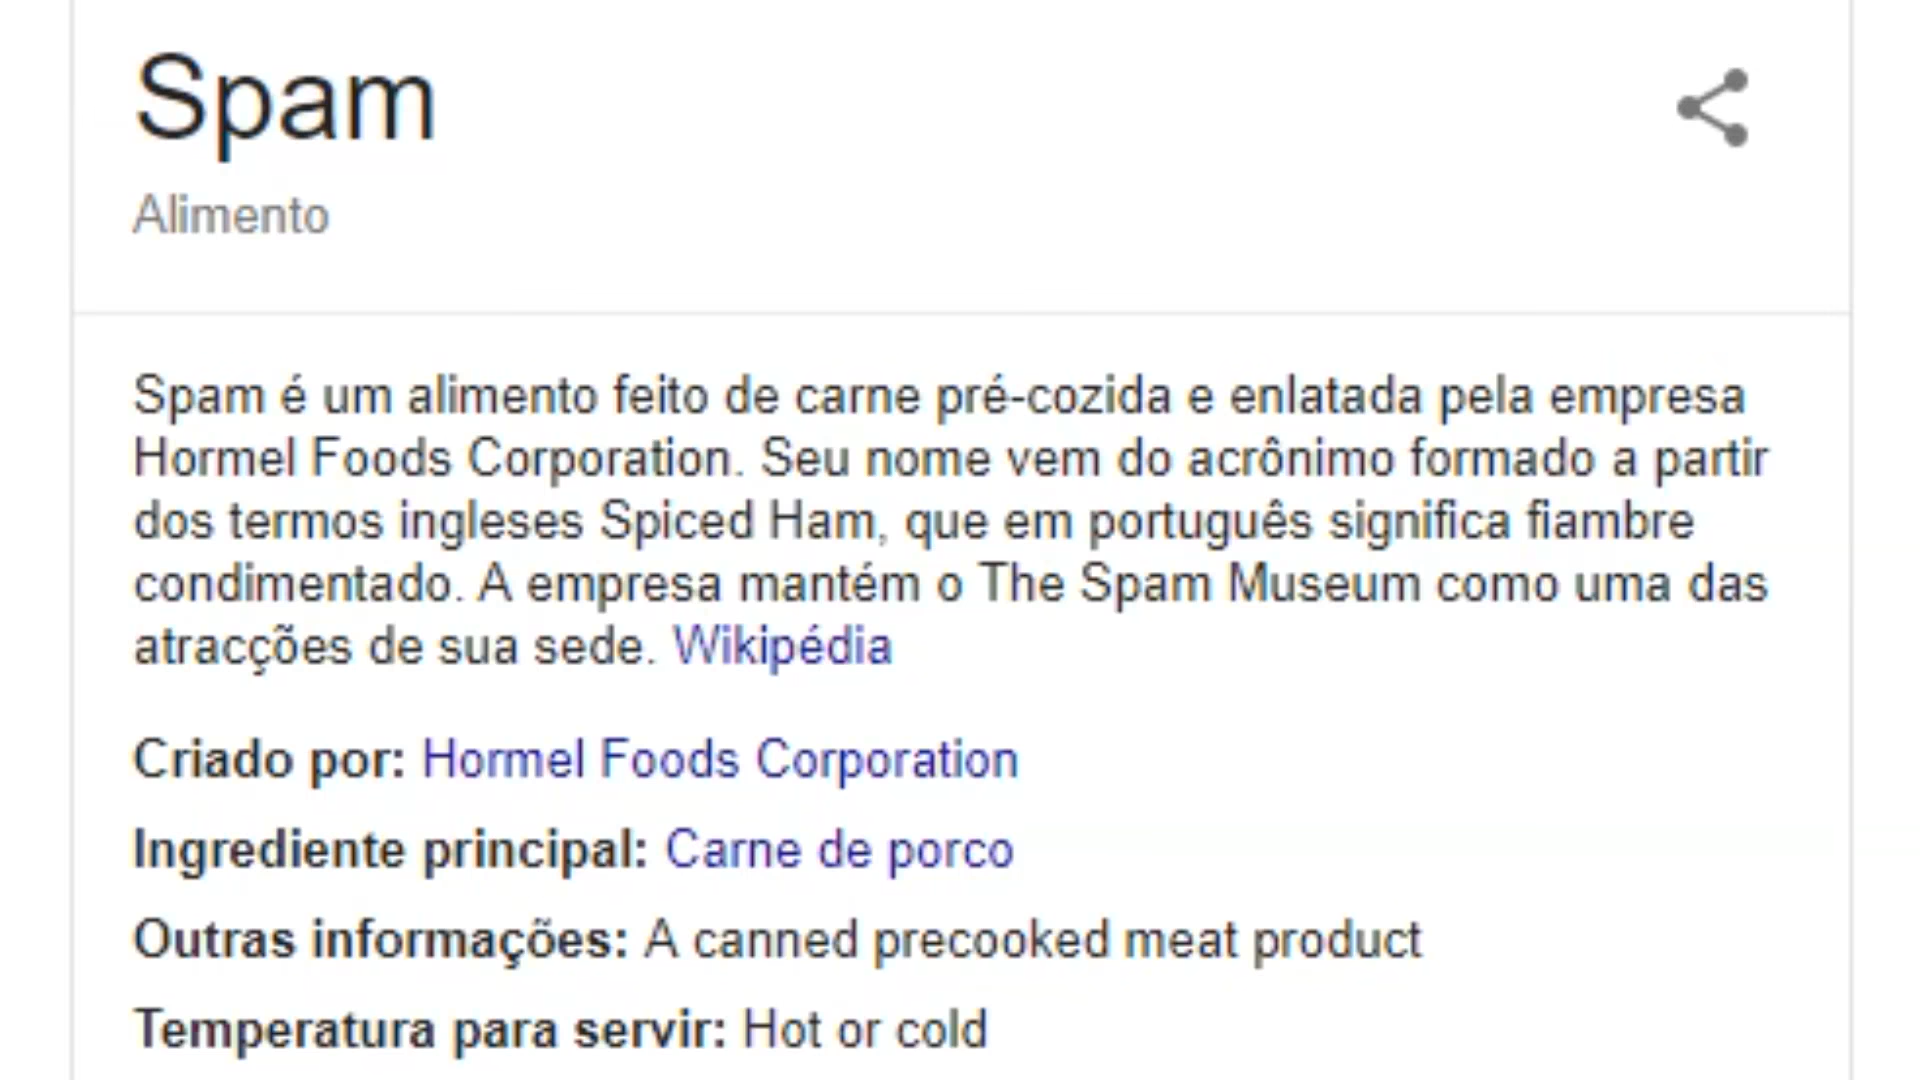 Spam
Alimento
Spam é um alimento feito de carne pré-cozida e enlatada pela empresa
Hormel Foods Corporation. Seu nome vem do acrônimo formado a partir
dos termos ingleses Spiced Ham, que em português significa fiambre
condimentado. A empresa mantém o The Spam Museum como uma das
atracções de sua sede. Wikipédia
Criado por: Hormel Foods Corporation
Ingrediente principal: Carne de porco
Outras informações: A canned precooked meat product
Temperatura para servir: Hot or cold